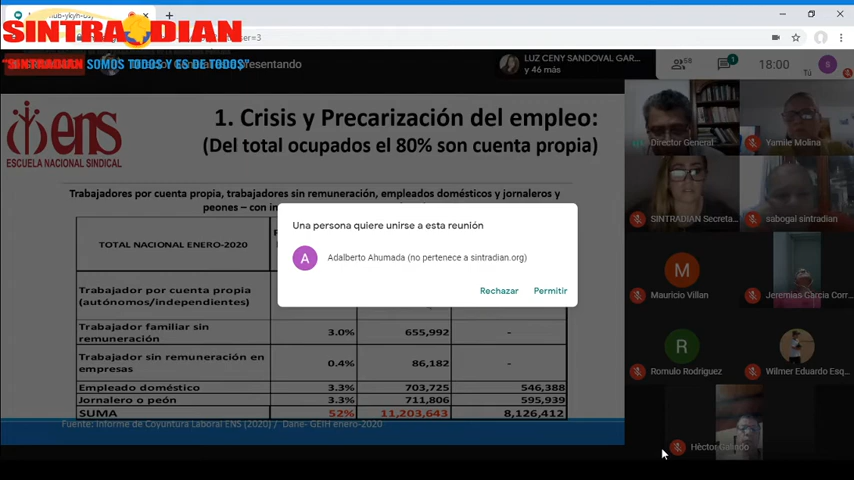 SINTRADIAN
"SINTRADIAN SOMOS TODOS Y ES DE TODOS"
presentando
LUZ CENY SANDOVAL GAR...
y 46 más
58
1
18:00
S
Tú
ens
ESCUELA NACIONAL SINDICAL
1. Crisis y Precarización del empleo:
(Del total ocupados el 80% son cuenta propia)
Trabajadores por cuenta propia, trabajadores sin remuneración, empleados domésticos y jornaleros y
peones – con
TOTAL NACIONAL ENERO-2020
Trabajador por cuenta propia
(autónomos/independientes)
Trabajador familiar sin
remuneración
3.0%
655,992
-
Trabajador sin remuneración en
empresas
0.4%
86,182
-
Empleado doméstico
3.3%
703,725
546,388
Jornalero o peón
3.3%
711,806
595,939
SUMA
52%
11,203,643
8,126,412
Fuente: Informe de Coyuntura Laboral ENS (2020) / Dane- GEIH enero-2020
Una persona quiere unirse a esta reunión
A
Adalberto Ahumada (no pertenece a sintradian.org)
Rechazar
Permitir
Director General
Yamile Molina
SINTRADIAN Secreta...
sabogal sintradian
M
Mauricio Villan
Jeremias Garcia Corr...
R
Romulo Rodriguez
Wilmer Eduardo Esq...
Hèctor Galindo